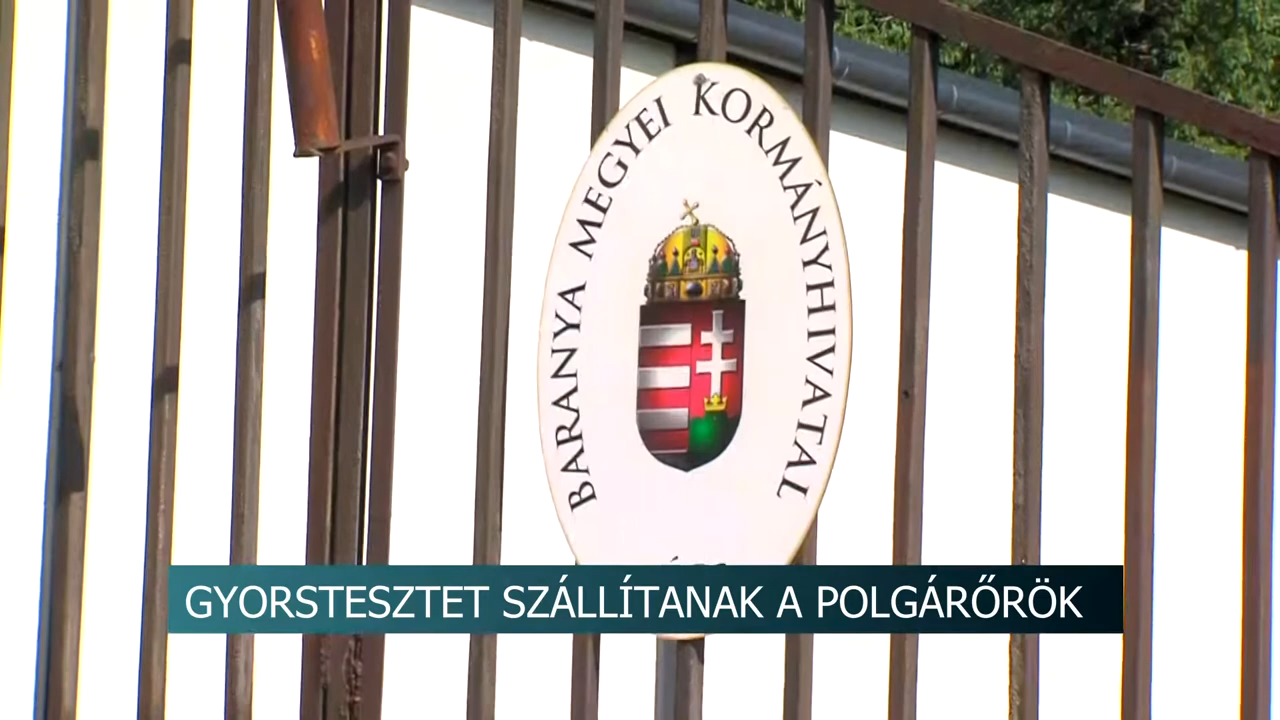 BARANYA MEGYEI KORMÁNYHIVATAL
GYORSTESZTET SZÁLLÍTANAK A POLGÁRŐRÖK